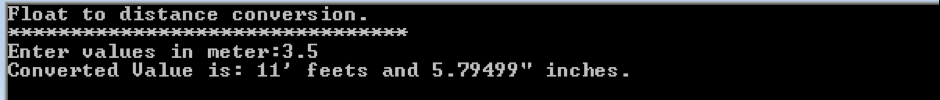 Float to distance conversion.
********************************
Enter values in meter:3.5
Converted Value is: 11' feets and 5.79499" inches.